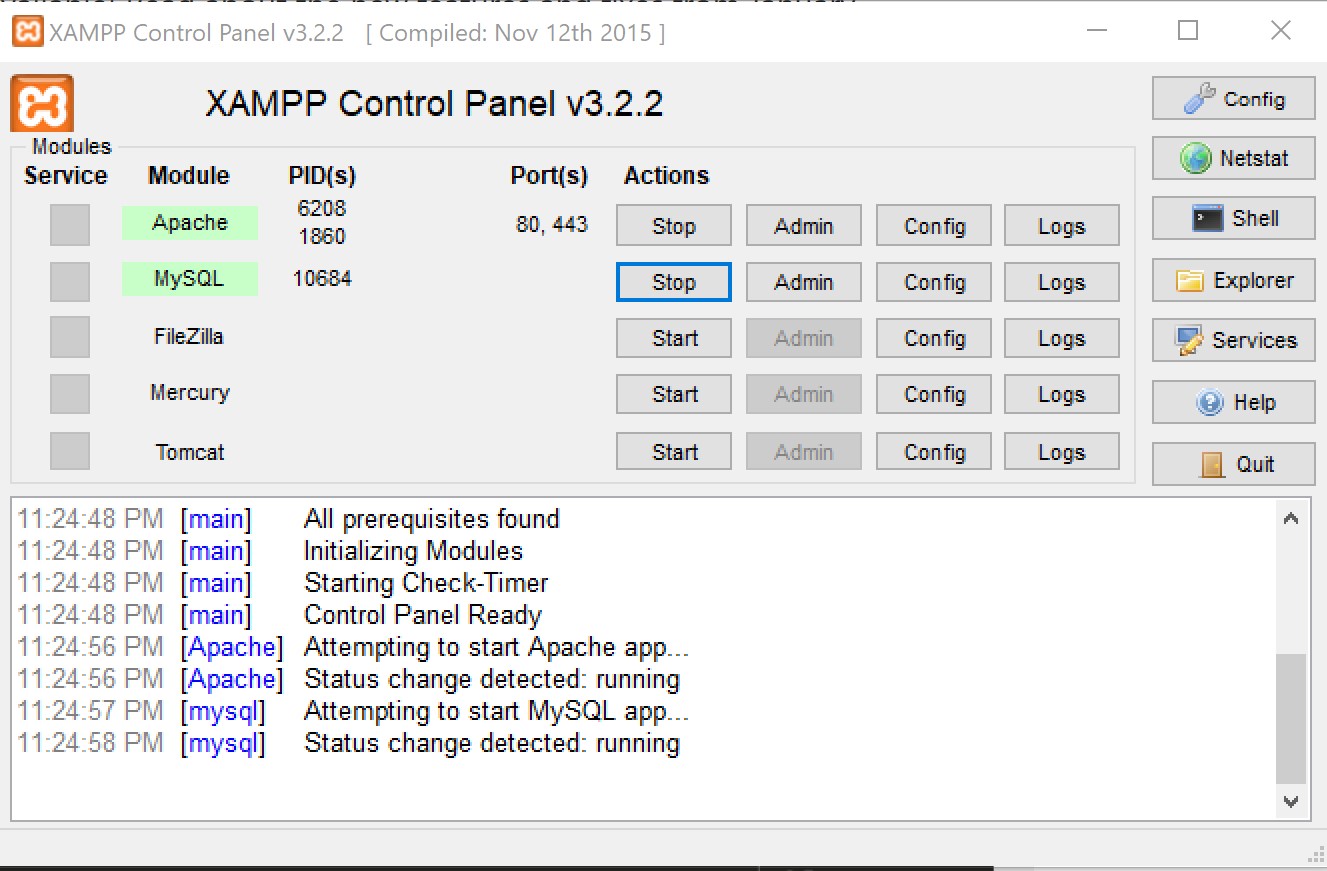 XAMPP Control Panel v3.2.2 [ Compiled: Nov 12th 2015 ]
XAMPP Control Panel v3.2.2
Modules
Service Module PID(s) Port(s) Actions
Apache 6208 1860 80, 443 Stop Admin Config Logs
MySQL 10684 Stop Admin Config Logs
FileZilla Start Admin Config Logs
Mercury Start Admin Config Logs
Tomcat Start Admin Config Logs
Config
Netstat
Shell
Explorer
Services
Help
Quit
11:24:48 PM [main] All prerequisites found
11:24:48 PM [main] Initializing Modules
11:24:48 PM [main] Starting Check-Timer
11:24:48 PM [main] Control Panel Ready
11:24:56 PM [Apache] Attempting to start Apache app...
11:24:56 PM [Apache] Status change detected: running
11:24:57 PM [mysql] Attempting to start MySQL app...
11:24:58 PM [mysql] Status change detected: running